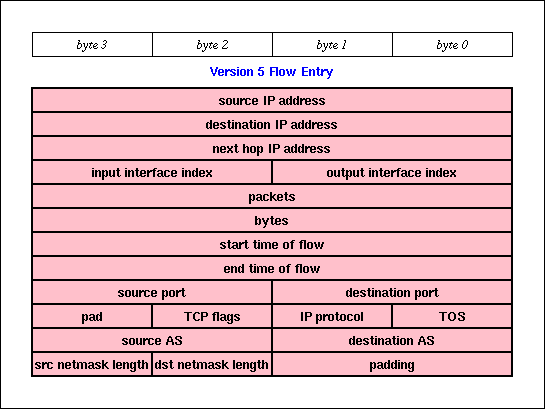 byte 3 byte 2 byte 1 byte 0
Version 5 Flow Entry
source IP address
destination IP address
next hop IP address
input interface index output interface index
packets
bytes
start time of flow
end time of flow
source port destination port
pad TCP flags IP protocol TOS
source AS destination AS
src netmask length dst netmask length padding